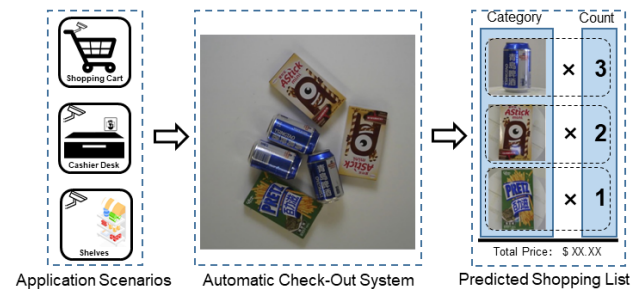 Category Count
Shopping Cart
Cashier Desk
Shelves
AStick
AStick
PRETZ
× 3
AStick
× 2
PRETZ
× 1
Total Price: $ XX.XX
Application Scenarios
Automatic Check-Out System
Predicted Shopping List